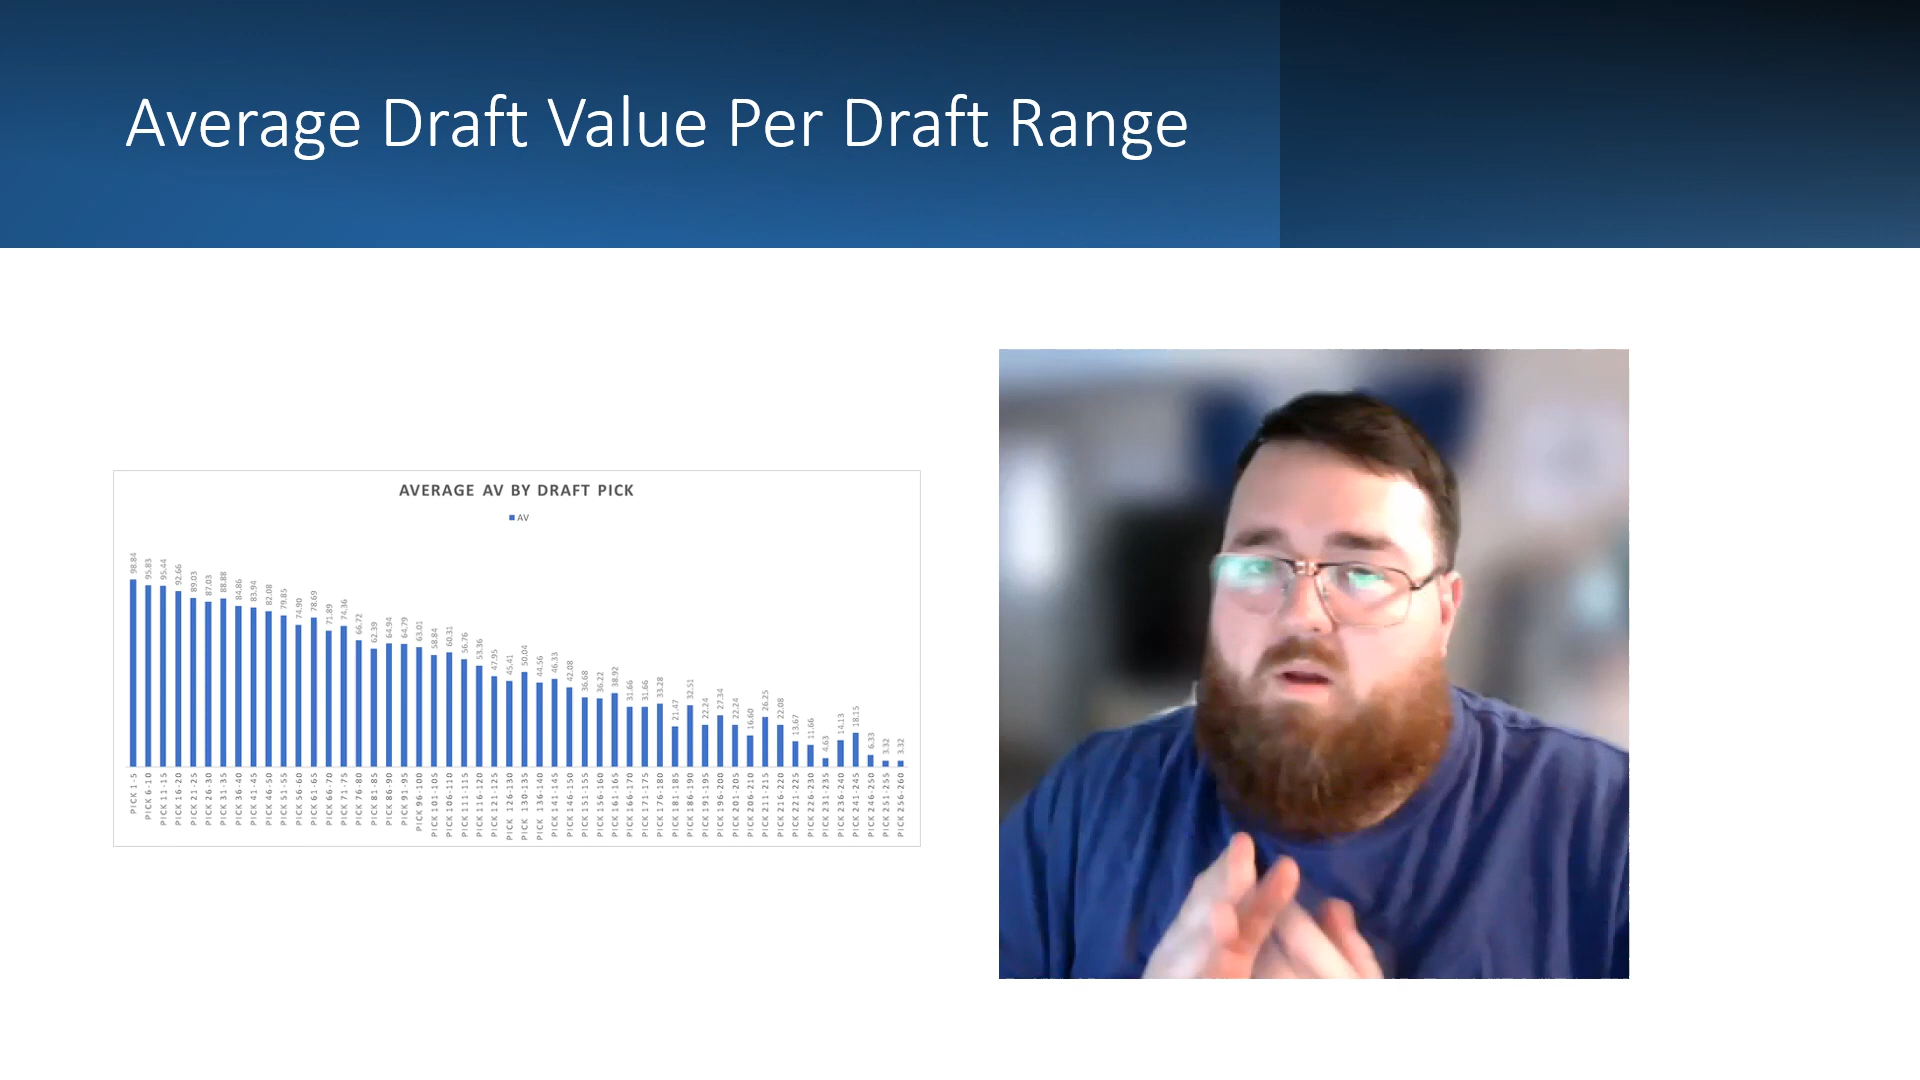 Average Draft Value Per Draft Range
AVERAGE AV BY DRAFT PICK
AV
98.84
95.83
95.44
92.66
89.03
87.03
88.88
84.86
83.94
82.08
79.85
74.90
78.69
71.89
74.36
66.72
62.39
64.94
64.79
63.01
58.84
60.31
56.76
53.36
47.95
45.41
50.04
44.56
46.33
42.08
36.68
36.22
38.92
31.66
31.66
33.28
21.47
32.51
22.24
27.34
22.24
16.60
26.25
22.08
13.67
11.66
4.63
14.13
18.15
6.33
3.32
3.32
PICK 1-5
PICK 6-10
PICK 11-15
PICK 16-20
PICK 21-25
PICK 26-30
PICK 31-35
PICK 36-40
PICK 41-45
PICK 46-50
PICK 51-55
PICK 56-60
PICK 61-65
PICK 66-70
PICK 71-75
PICK 76-80
PICK 81-85
PICK 86-90
PICK 91-95
PICK 96-100
PICK 101-105
PICK 106-110
PICK 111-115
PICK 116-120
PICK 121-125
PICK 126-130
PICK 130-135
PICK 136-140
PICK 141-145
PICK 146-150
PICK 151-155
PICK 156-160
PICK 161-165
PICK 166-170
PICK 171-175
PICK 176-180
PICK 181-185
PICK 186-190
PICK 191-195
PICK 196-200
PICK 201-205
PICK 206-210
PICK 211-215
PICK 216-220
PICK 221-225
PICK 226-230
PICK 231-235
PICK 236-240
PICK 241-245
PICK 246-250
PICK 251-255
PICK 256-260